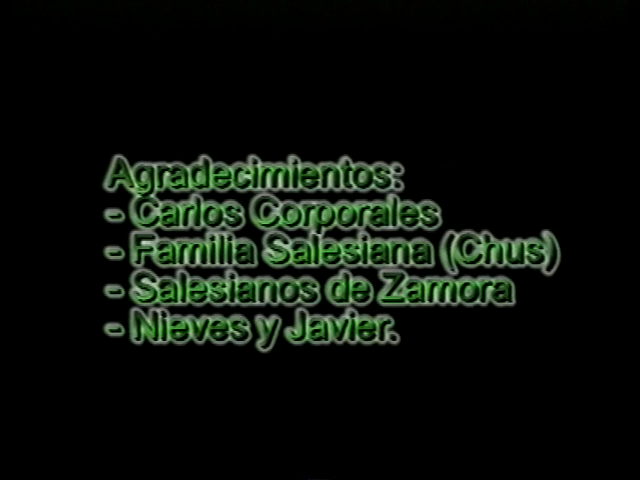 Agradecimientos:
- Carlos Corporales
- Familia Salesiana (Chus)
- Salesianos de Zamora
- Nieves y Javier.